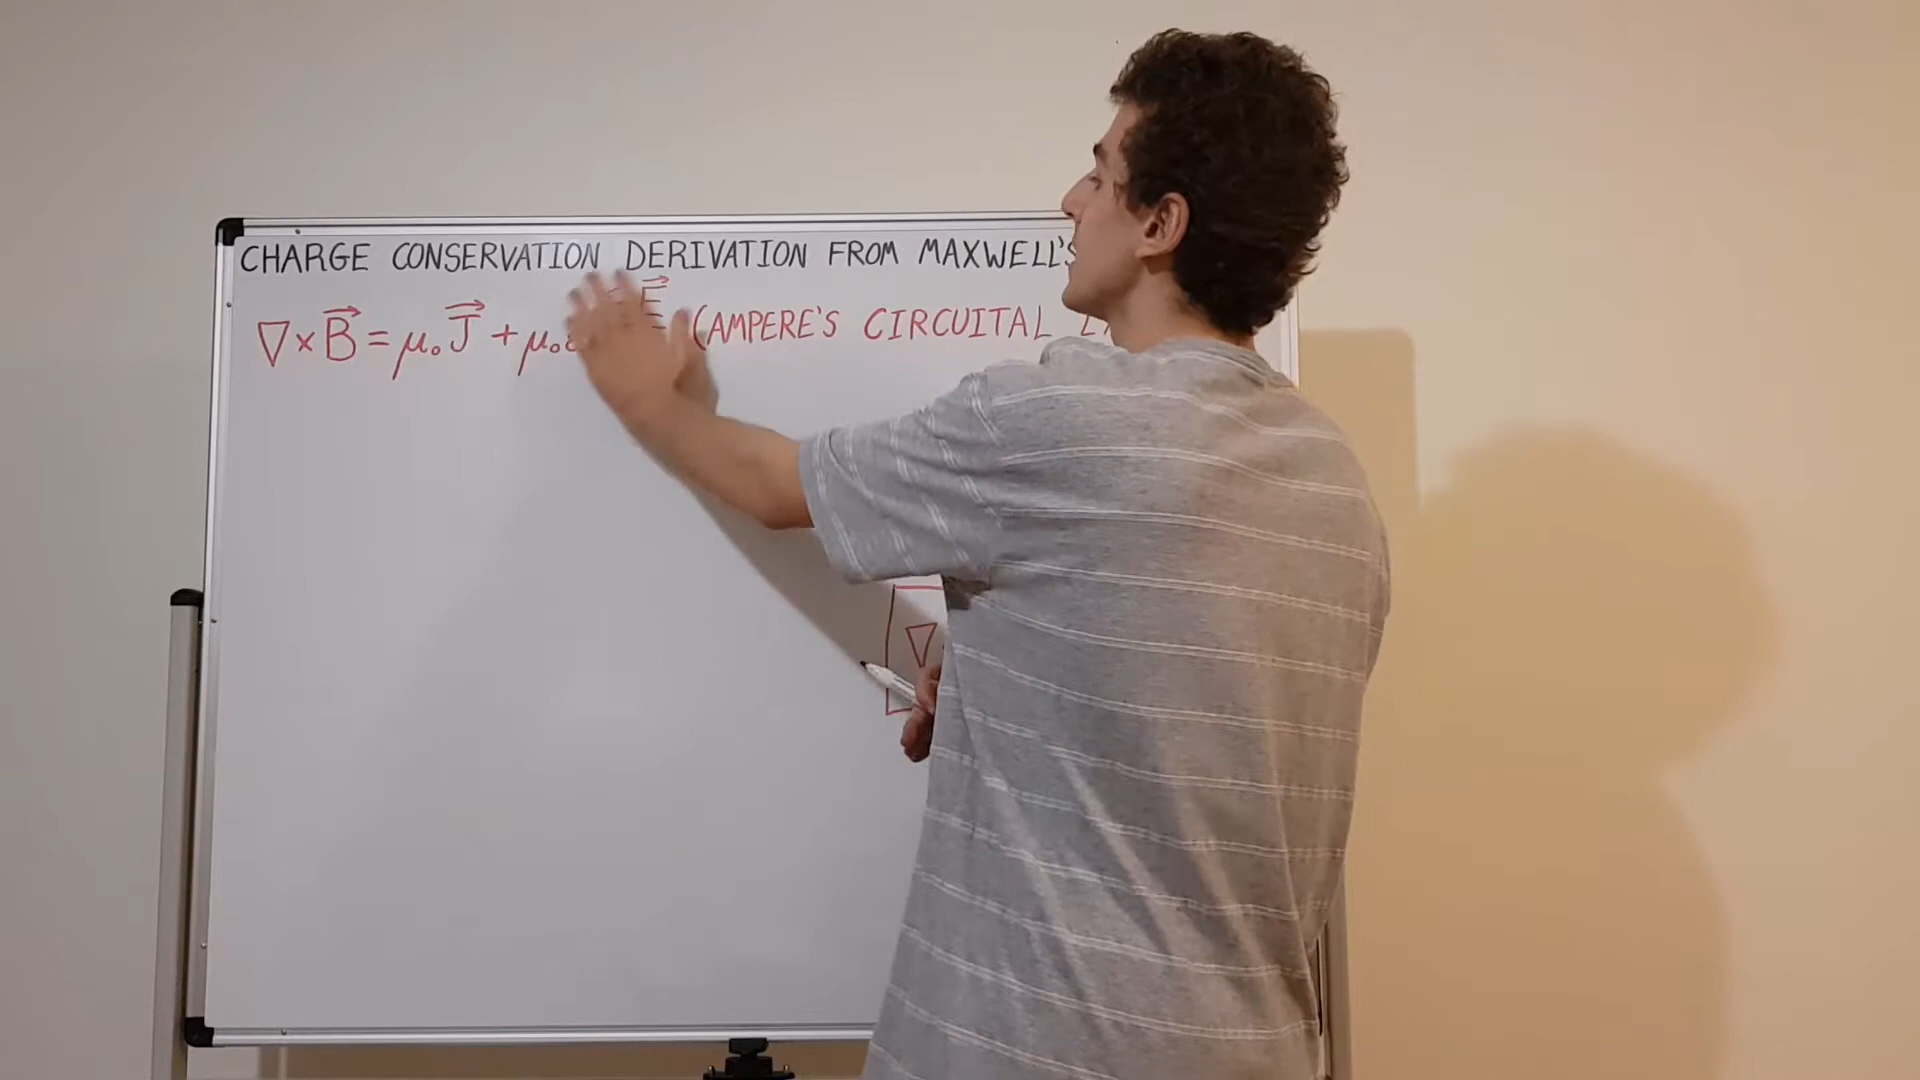 CHARGE CONSERVATION DERIVATION FROM MAXWELL'S
∇×B⃗ = μ₀J⃗ + μ₀ E⃗ (AMPERE'S CIRCUITAL
∇